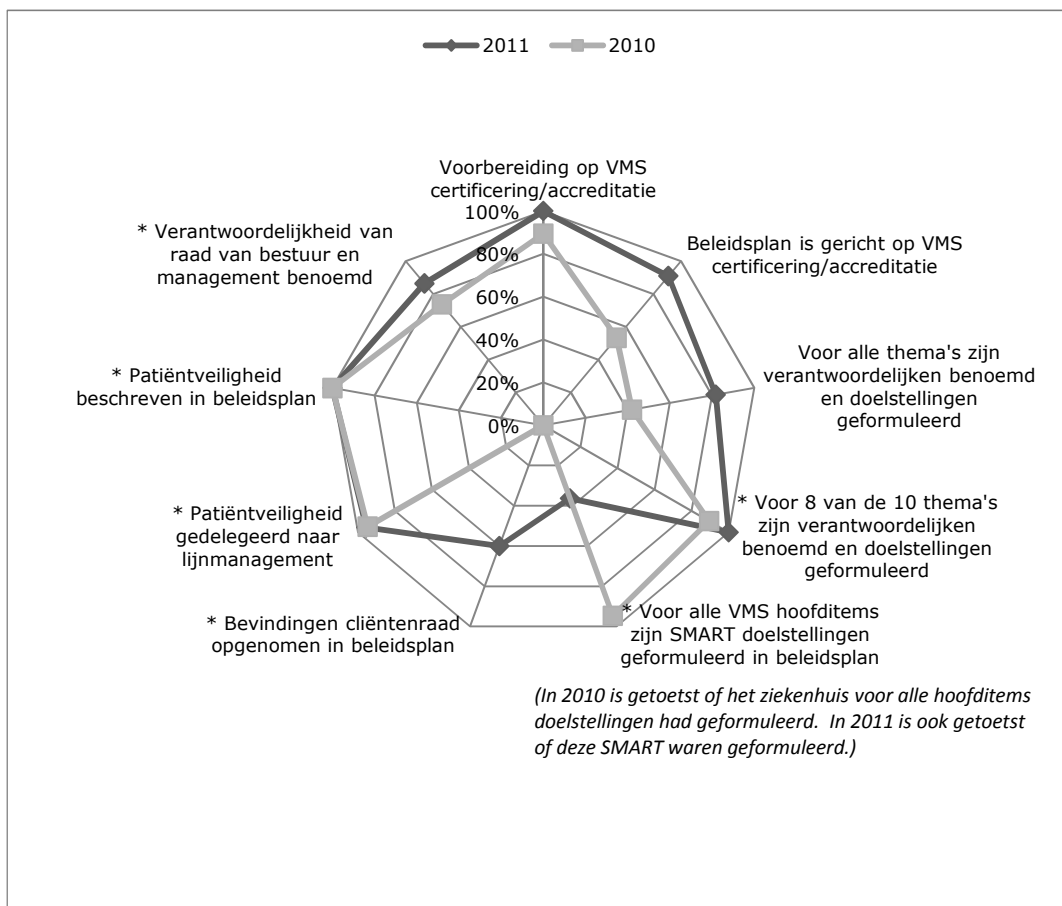 2011 2010
Voorbereiding op VMS
certificering/accreditatie
100%
80%
60%
40%
20%
0%
Beleidsplan is gericht op VMS
certificering/accreditatie
Voor alle thema's zijn
verantwoordelijken benoemd
en doelstellingen
geformuleerd
* Voor 8 van de 10 thema's
zijn verantwoordelijken
benoemd en doelstellingen
geformuleerd
* Voor alle VMS hoofditems
zijn SMART doelstellingen
geformuleerd in beleidsplan
(In 2010 is getoetst of het ziekenhuis voor alle hoofditems
doelstellingen had geformuleerd. In 2011 is ook getoetst
of deze SMART waren geformuleerd.)
* Bevindingen cliëntenraad
opgenomen in beleidsplan
* Patiëntveiligheid
gedelegeerd naar
lijnmanagement
* Patiëntveiligheid
beschreven in beleidsplan
* Verantwoordelijkheid van
raad van bestuur en
management benoemd